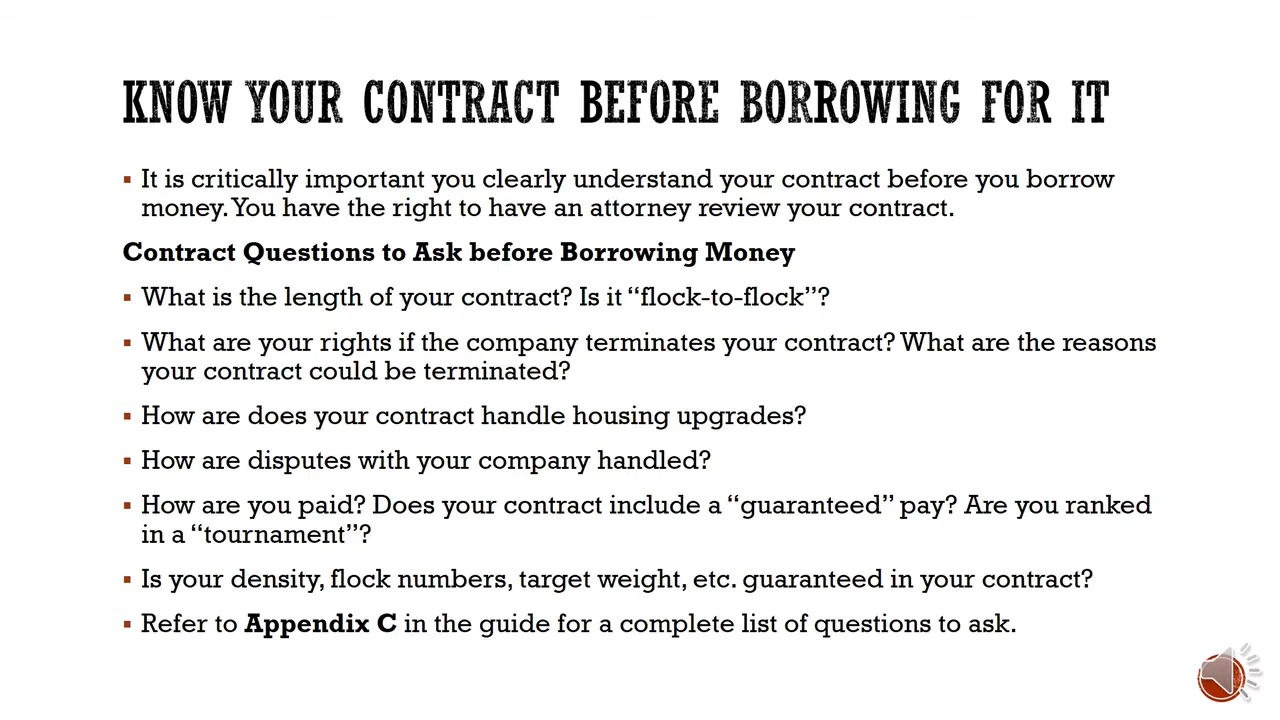 KNOW YOUR CONTRACT BEFORE BORROWING FOR IT
▪ It is critically important you clearly understand your contract before you borrow
money. You have the right to have an attorney review your contract.
Contract Questions to Ask before Borrowing Money
▪ What is the length of your contract? Is it “flock-to-flock”?
▪ What are your rights if the company terminates your contract? What are the reasons
your contract could be terminated?
▪ How are does your contract handle housing upgrades?
▪ How are disputes with your company handled?
▪ How are you paid? Does your contract include a “guaranteed” pay? Are you ranked
in a “tournament”?
▪ Is your density, flock numbers, target weight, etc. guaranteed in your contract?
▪ Refer to Appendix C in the guide for a complete list of questions to ask.